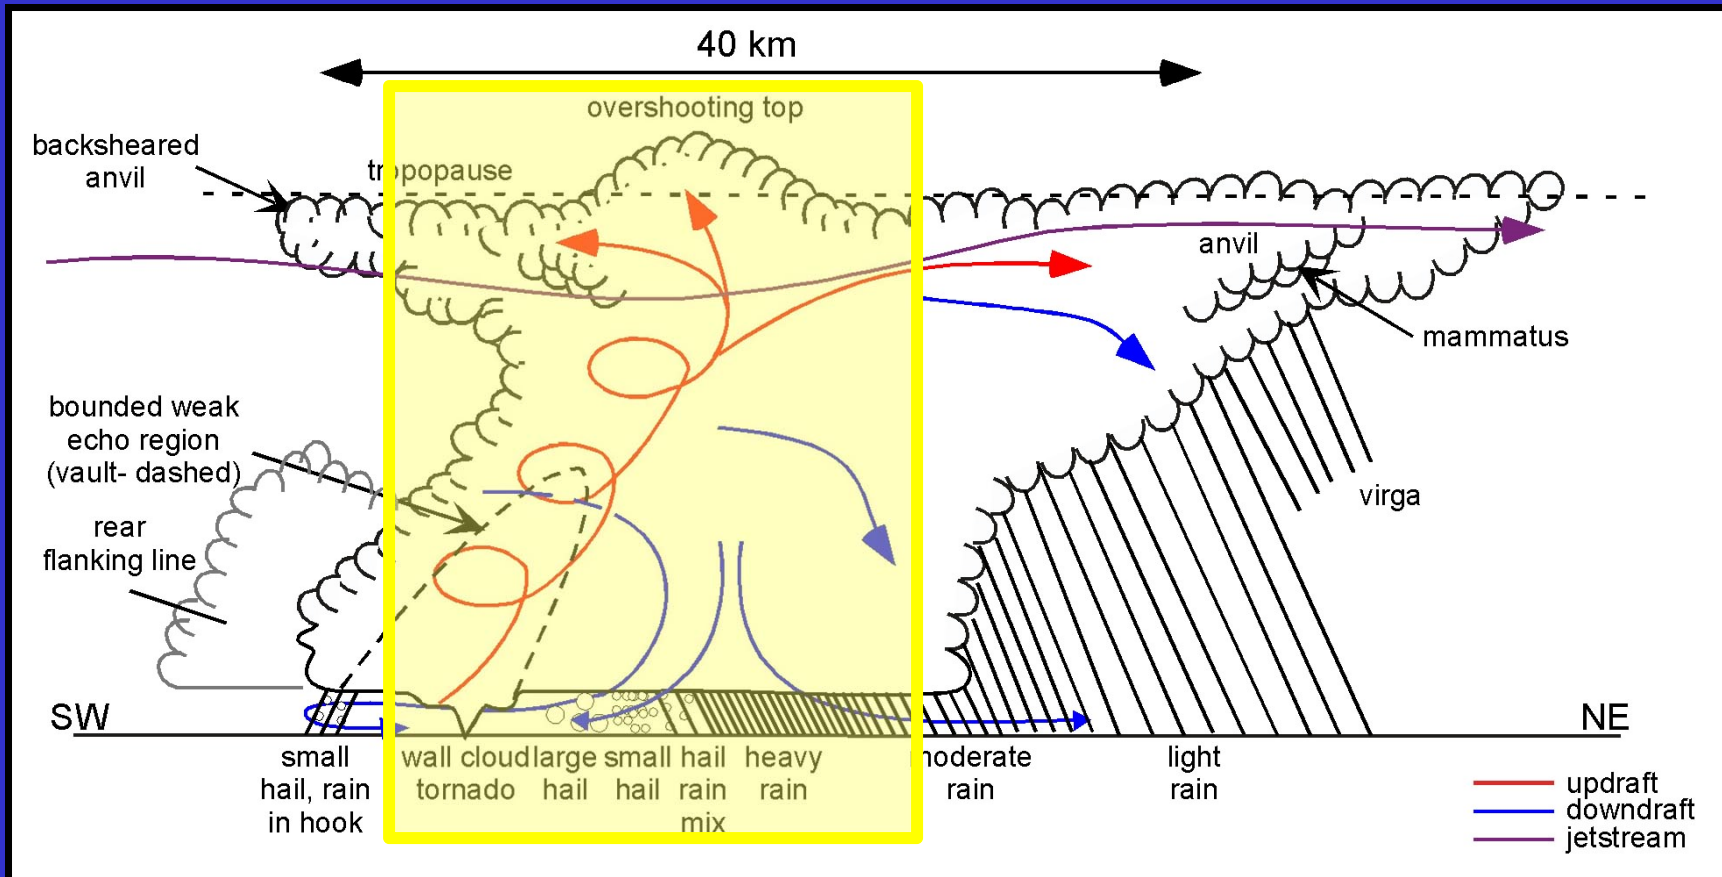 40 km
overshooting top
backsheared
anvil
tropopause
anvil
mammatus
bounded weak
echo region
(vault- dashed)
virga
rear
flanking line
SW
NE
small
hail, rain
in hook
wall cloud
tornado
large
hail
small
hail
hail
rain
mix
heavy
rain
moderate
rain
light
rain
updraft
downdraft
jetstream